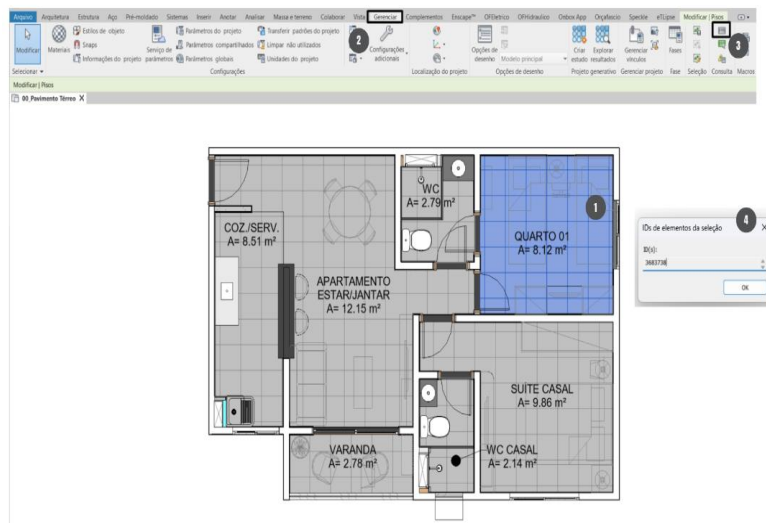 Arquivo Arquitetura Estrutura Aço Pré-moldado Sistemas Inserir Anotar Analisar Massa e terreno Colaborar Vista Gerenciar Complementos Enscape™ OFElétrico OFHidráulico Onbox App Orçafascio Speckle eTLipse Modificar | Pisos
Modificar
Materiais
Estilos de objeto
Snaps
Informações do projeto
Serviço de parâmetros
Parâmetros do projeto
Parâmetros compartilhados
Parâmetros globais
Transferir padrões do projeto
Limpar não utilizados
Unidades do projeto
2
Configurações adicionais
Opções de desenho
Modelo principal
Criar estudo
Explorar resultados
Gerenciar vínculos
Fases
3
Selecionar
Configurações
Localização do projeto
Opções de desenho
Projeto generativo
Gerenciar projeto
Fase
Seleção
Consulta
Macros
Modificar | Pisos
00_Pavimento Térreo X
WC
A= 2.79 m²
COZ./SERV.
A= 8.51 m²
QUARTO 01
A= 8.12 m²
1
APARTAMENTO
ESTAR/JANTAR
A= 12.15 m²
SUÍTE CASAL
A= 9.86 m²
VARANDA
A= 2.78 m²
WC CASAL
A= 2.14 m²
IDs de elementos da seleção
4
X
ID(s):
3683738
OK